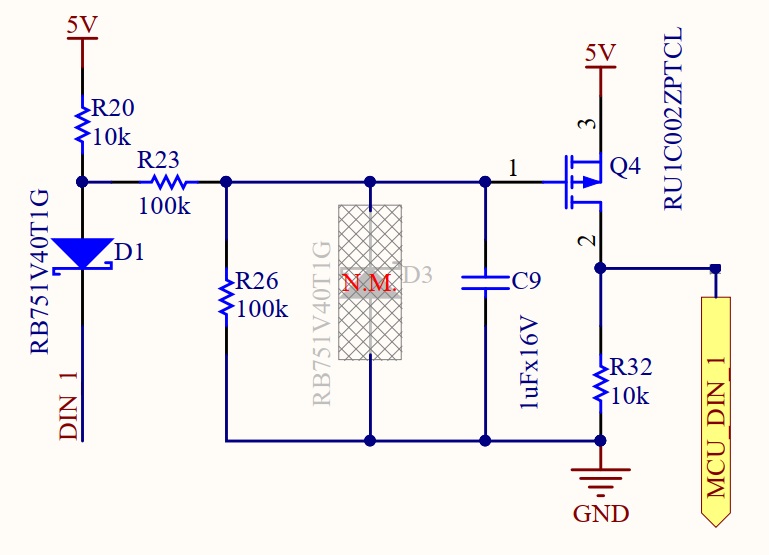 5V
R20
10k
R23
100k
RB751V40T1G
D1
DIN_1
R26
100k
RB751V40T1G
N.M.
D3
C9
1uFx16V
5V
3
1
Q4
RU1C002ZPTCL
2
R32
10k
GND
MCU_DIN_1